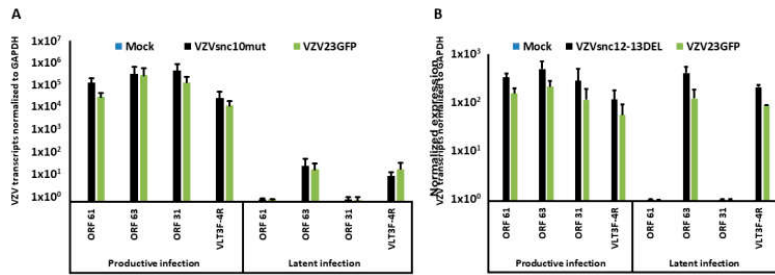 A
Mock VZVsnc10mut VZV23GFP
VZV transcripts normalized to GAPDH
1x10⁷
1x10⁶
1x10⁵
1x10⁴
1x10³
1x10²
1x10¹
1x10⁰
ORF 61
ORF 63
ORF 31
VLT3F-4R
ORF 61
ORF 63
ORF 31
VLT3F-4R
Productive infection Latent infection
B
Mock VZVsnc12-13DEL VZV23GFP
Normalized expression
VZV transcripts normalized to GAPDH
1x10³
1x10²
1x10¹
1x10⁰
ORF 61
ORF 63
ORF 31
VLT3F-4R
ORF 61
ORF 63
ORF 31
VLT3F-4R
Productive infection Latent infection